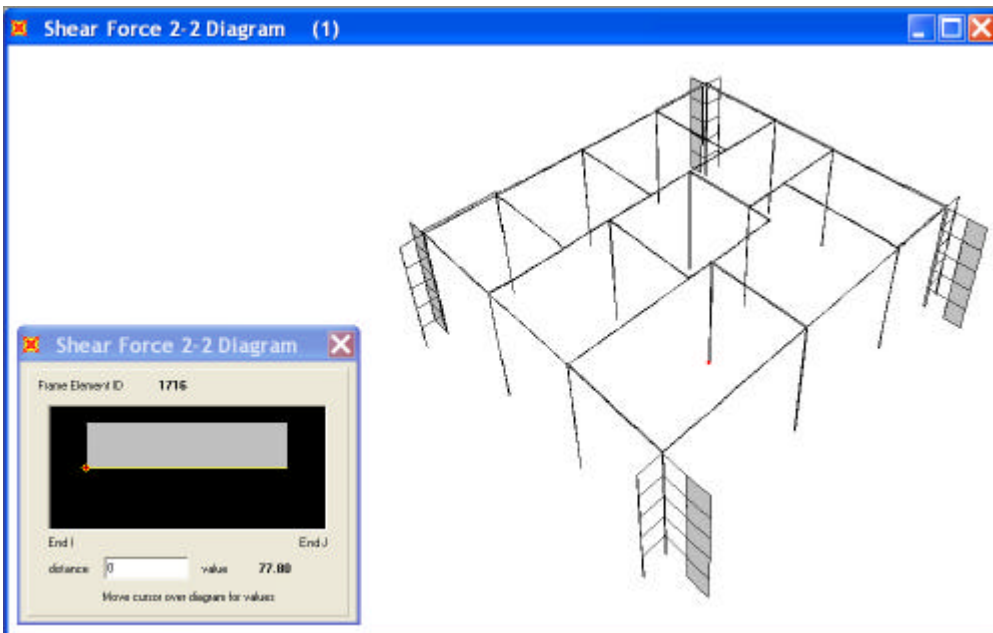 Shear Force 2-2 Diagram (1)
Shear Force 2-2 Diagram
Frame Element ID 1716
End I End J
distance 0 value 77.80
Move cursor over diagram for values